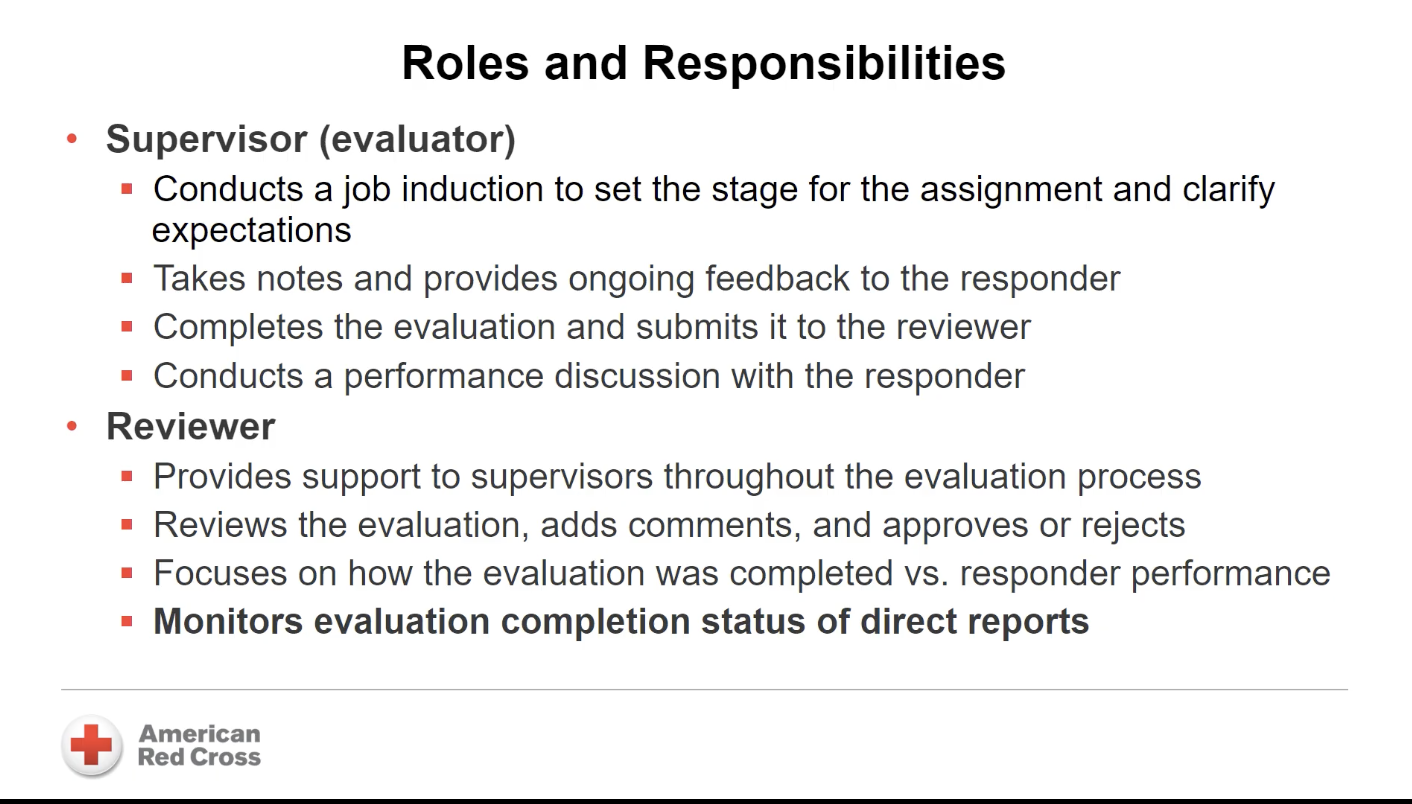 Roles and Responsibilities
• Supervisor (evaluator)
▪ Conducts a job induction to set the stage for the assignment and clarify
expectations
▪ Takes notes and provides ongoing feedback to the responder
▪ Completes the evaluation and submits it to the reviewer
▪ Conducts a performance discussion with the responder
• Reviewer
▪ Provides support to supervisors throughout the evaluation process
▪ Reviews the evaluation, adds comments, and approves or rejects
▪ Focuses on how the evaluation was completed vs. responder performance
▪ Monitors evaluation completion status of direct reports
American
Red Cross